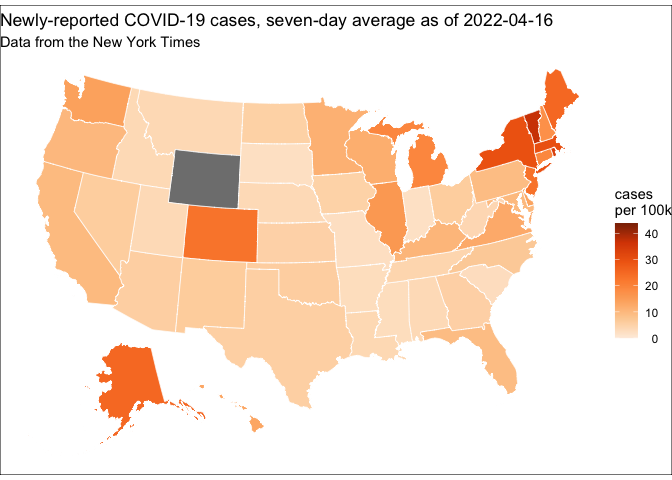 Newly-reported COVID-19 cases, seven-day average as of 2022-04-16
Data from the New York Times
cases
per 100k
40
30
20
10
0